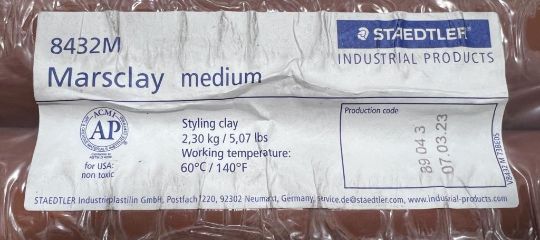 8432M
Marsclay medium
STAEDTLER
INDUSTRIAL PRODUCTS
ACMI
AP
for USA:
non toxic
Styling clay
2,30 kg / 5,07 lbs
Working temperature:
60°C / 140°F
Production code
89 04 3
07.03.23
STAEDTLER Industrieplastilin GmbH, Postfach 1220, 92302 Neumarkt, Germany, service.de@staedtler.com, www.industrial-products.com